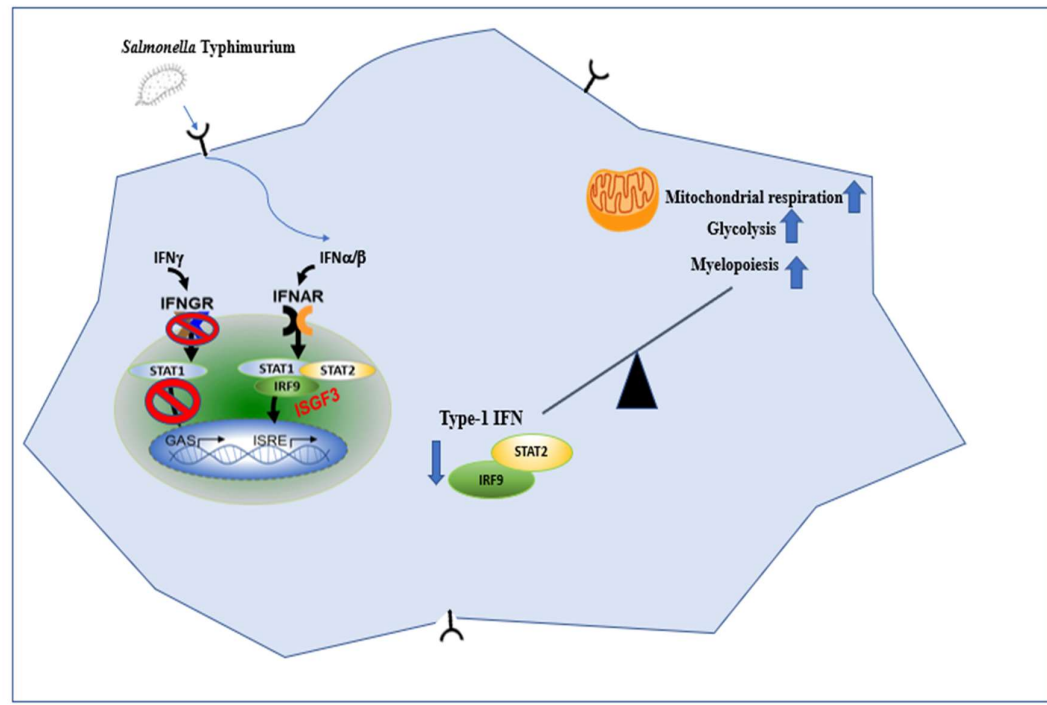 Salmonella Typhimurium
IFNγ
IFNα/β
IFNGR
IFNAR
STAT1
STAT1
STAT2
IRF9
ISGF3
GAS
ISRE
Mitochondrial respiration
Glycolysis
Myelopoiesis
Type-1 IFN
STAT2
IRF9